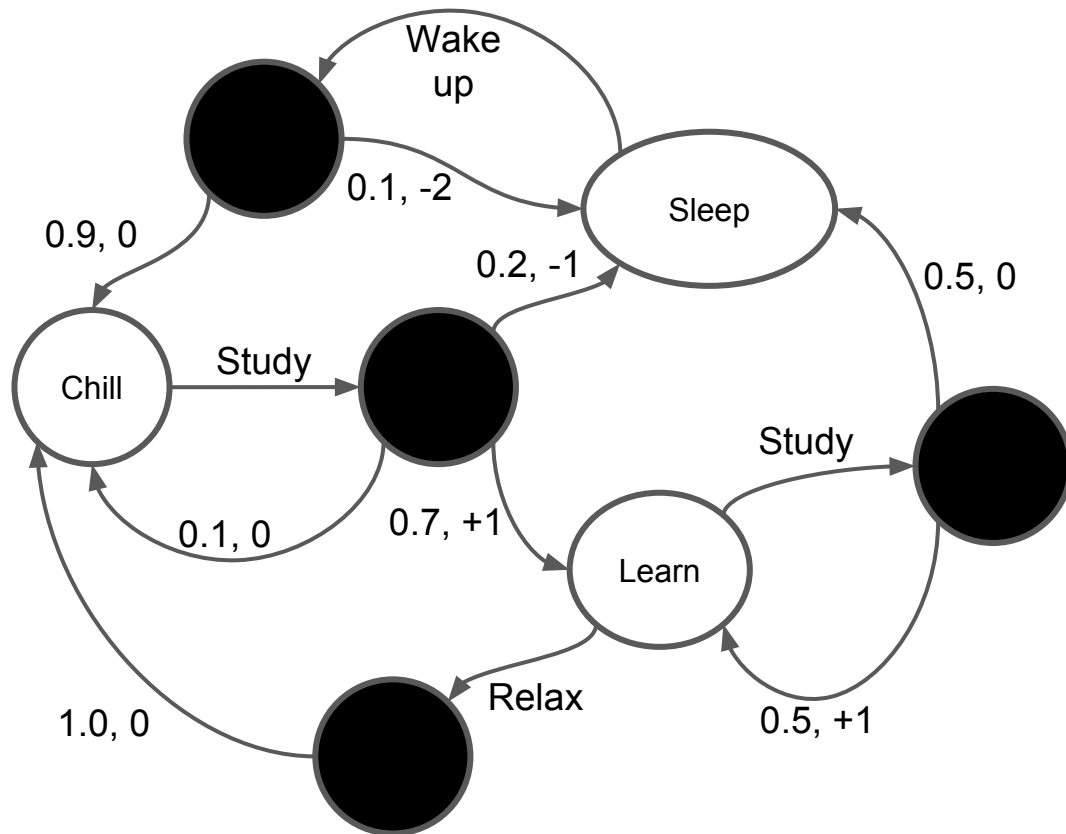 Wake
up
0.1, -2
Sleep
0.9, 0
0.2, -1
0.5, 0
Study
Chill
Study
0.1, 0
0.7, +1
Learn
Relax
1.0, 0
0.5, +1